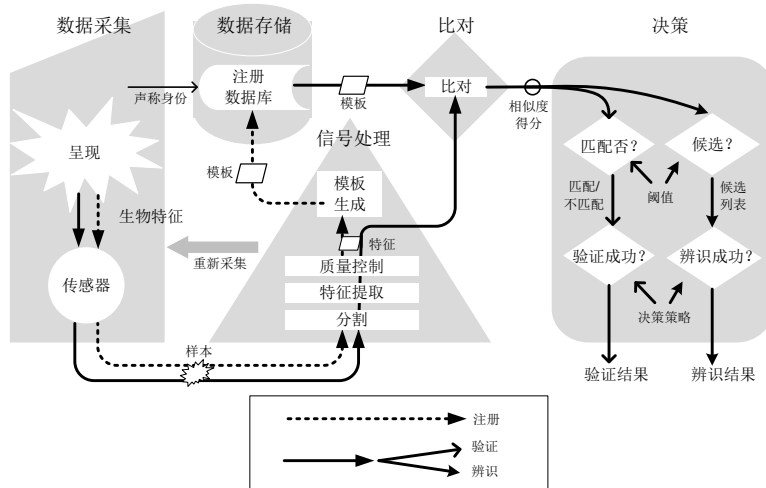 数据采集
数据存储
比对
决策
声称身份
注册
数据库
模板
比对
相似度
得分
呈现
信号处理
模板
匹配否？
候选？
匹配/
不匹配
阈值
候选
列表
模板
生成
生物特征
特征
重新采集
质量控制
特征提取
分割
传感器
验证成功？
辨识成功？
决策策略
样本
验证结果
辨识结果
注册
验证
辨识